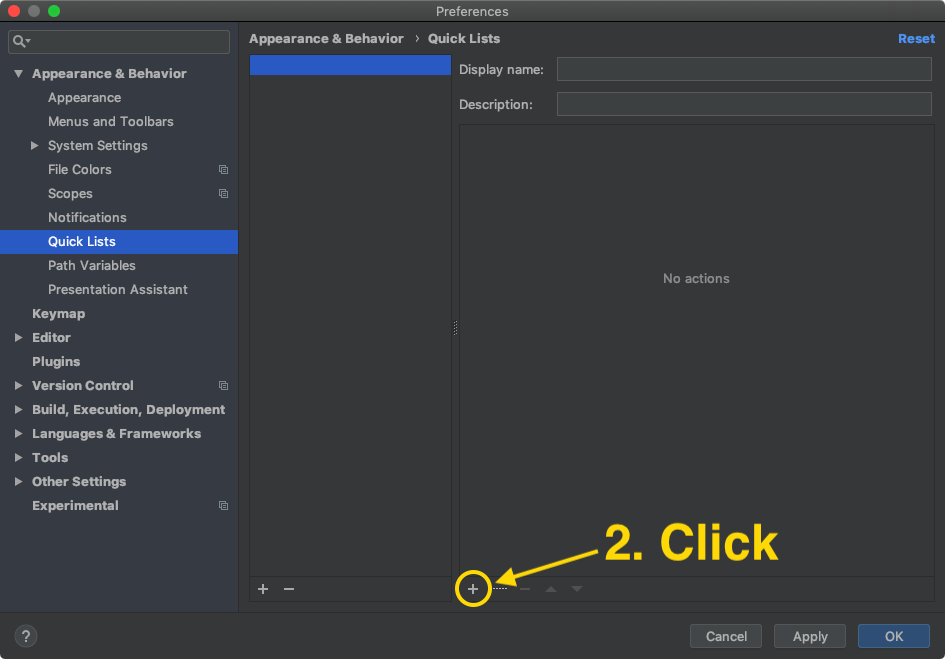 Preferences
Appearance & Behavior
Appearance
Menus and Toolbars
System Settings
File Colors
Scopes
Notifications
Quick Lists
Path Variables
Presentation Assistant
Keymap
Editor
Plugins
Version Control
Build, Execution, Deployment
Languages & Frameworks
Tools
Other Settings
Experimental
Appearance & Behavior › Quick Lists
Reset
Display name:
Description:
No actions
2. Click
?
Cancel
Apply
OK